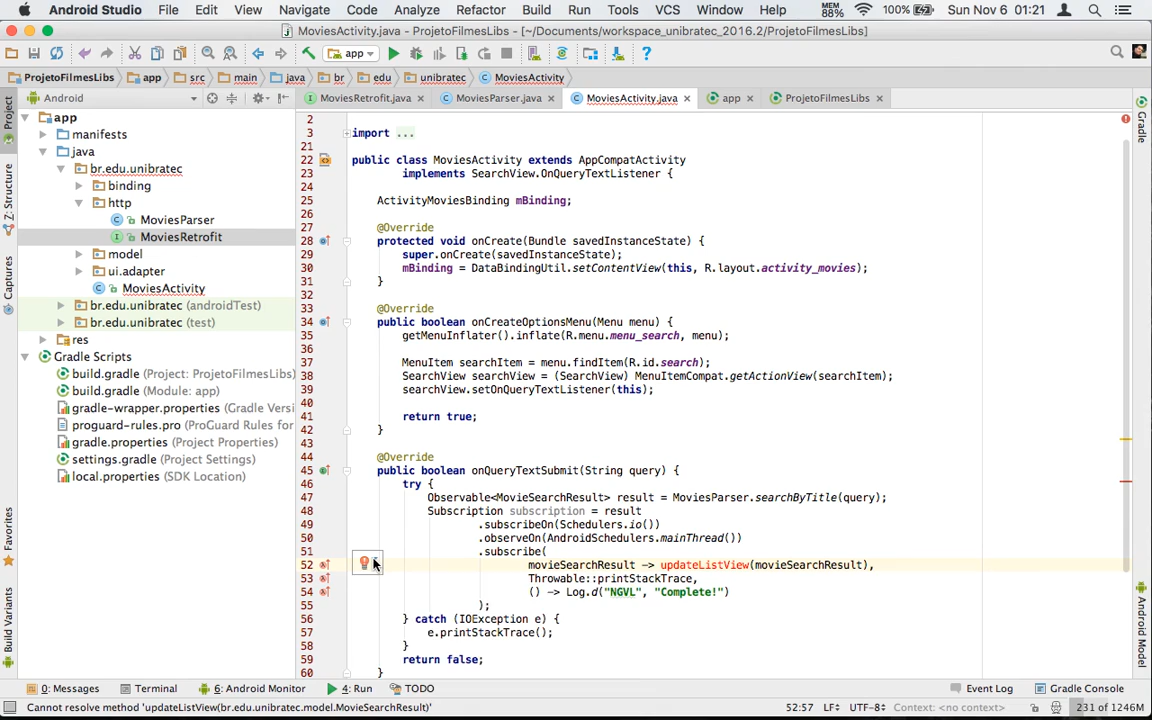 Android Studio File Edit View Navigate Code Analyze Refactor Build Run Tools VCS Window Help MEM 88% 100% Sun Nov 6 01:21
MoviesActivity.java - ProjetoFilmesLibs - [~/Documents/workspace_unibratec_2016.2/ProjetoFilmesLibs]
app
ProjetoFilmesLibs app src main java br edu unibratec MoviesActivity
Android MoviesRetrofit.java MoviesParser.java MoviesActivity.java app ProjetoFilmesLibs
Project
Z: Structure
Captures
Favorites
Build Variants
app
manifests
java
br.edu.unibratec
binding
http
MoviesParser
MoviesRetrofit
model
ui.adapter
MoviesActivity
br.edu.unibratec (androidTest)
br.edu.unibratec (test)
res
Gradle Scripts
build.gradle (Project: ProjetoFilmesLibs)
build.gradle (Module: app)
gradle-wrapper.properties (Gradle Versi
proguard-rules.pro (ProGuard Rules for
gradle.properties (Project Properties)
settings.gradle (Project Settings)
local.properties (SDK Location)
2
3 import ...
21
22 public class MoviesActivity extends AppCompatActivity
23 implements SearchView.OnQueryTextListener {
24
25 ActivityMoviesBinding mBinding;
26
27 @Override
28 protected void onCreate(Bundle savedInstanceState) {
29 super.onCreate(savedInstanceState);
30 mBinding = DataBindingUtil.setContentView(this, R.layout.activity_movies);
31 }
32
33 @Override
34 public boolean onCreateOptionsMenu(Menu menu) {
35 getMenuInflater().inflate(R.menu.menu_search, menu);
36
37 MenuItem searchItem = menu.findItem(R.id.search);
38 SearchView searchView = (SearchView) MenuItemCompat.getActionView(searchItem);
39 searchView.setOnQueryTextListener(this);
40
41 return true;
42 }
43
44 @Override
45 public boolean onQueryTextSubmit(String query) {
46 try {
47 Observable<MovieSearchResult> result = MoviesParser.searchByTitle(query);
48 Subscription subscription = result
49 .subscribeOn(Schedulers.io())
50 .observeOn(AndroidSchedulers.mainThread())
51 .subscribe(
52 movieSearchResult -> updateListView(movieSearchResult),
53 Throwable::printStackTrace,
54 () -> Log.d("NGVL", "Complete!")
55 );
56 } catch (IOException e) {
57 e.printStackTrace();
58 }
59 return false;
60 }
Gradle
Android Model
0: Messages Terminal 6: Android Monitor 4: Run TODO Event Log Gradle Console
Cannot resolve method 'updateListView(br.edu.unibratec.model.MovieSearchResult)' 52:57 LF UTF-8 Context: <no context> 231 of 1246M